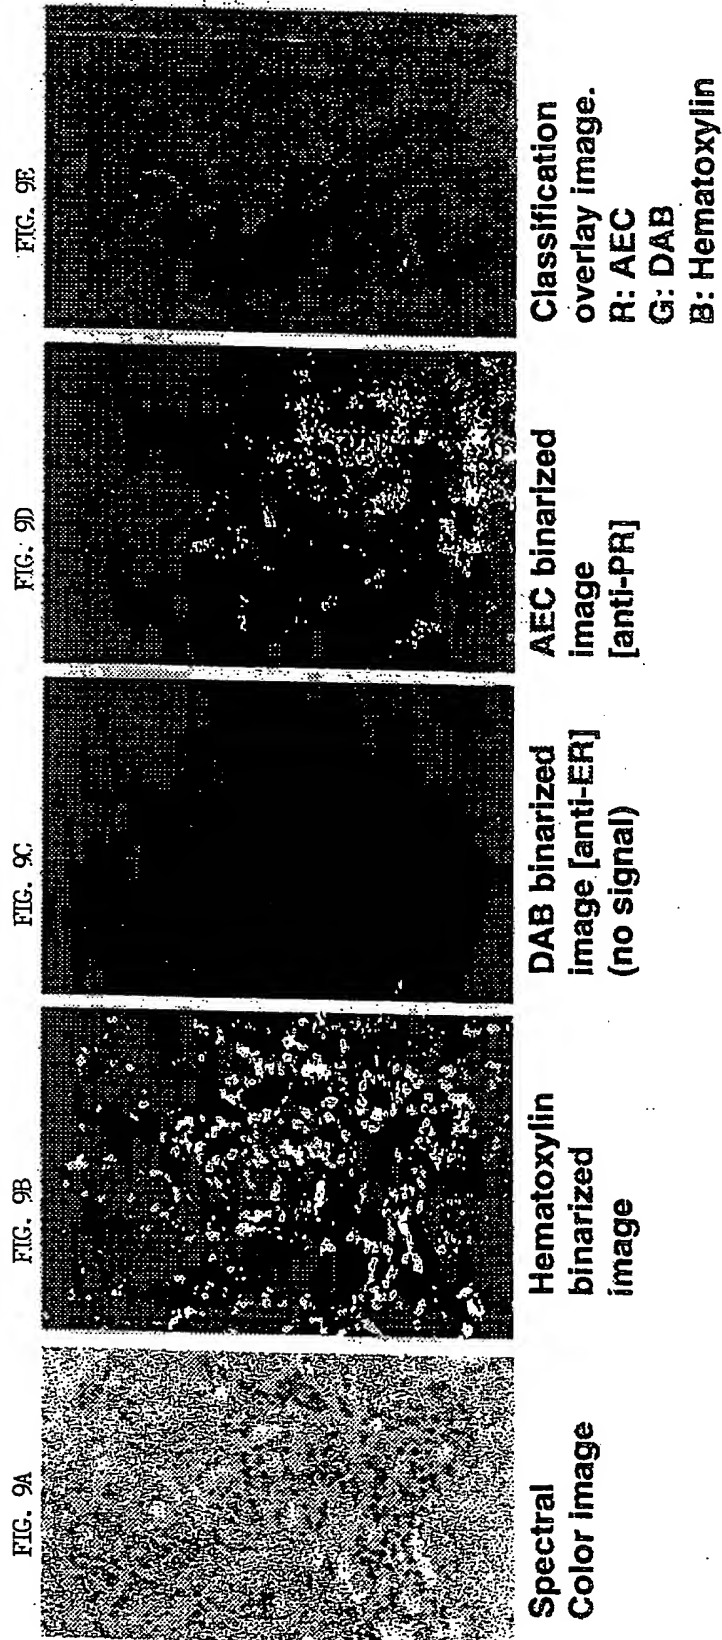 FIG. 9A
Spectral
Color image
FIG. 9B
Hematoxylin
binarized
image
FIG. 9C
DAB binarized
image [anti-ER]
(no signal)
FIG. 9D
AEC binarized
image
[anti-PR]
FIG. 9E
Classification
overlay image.
R: AEC
G: DAB
B: Hematoxylin